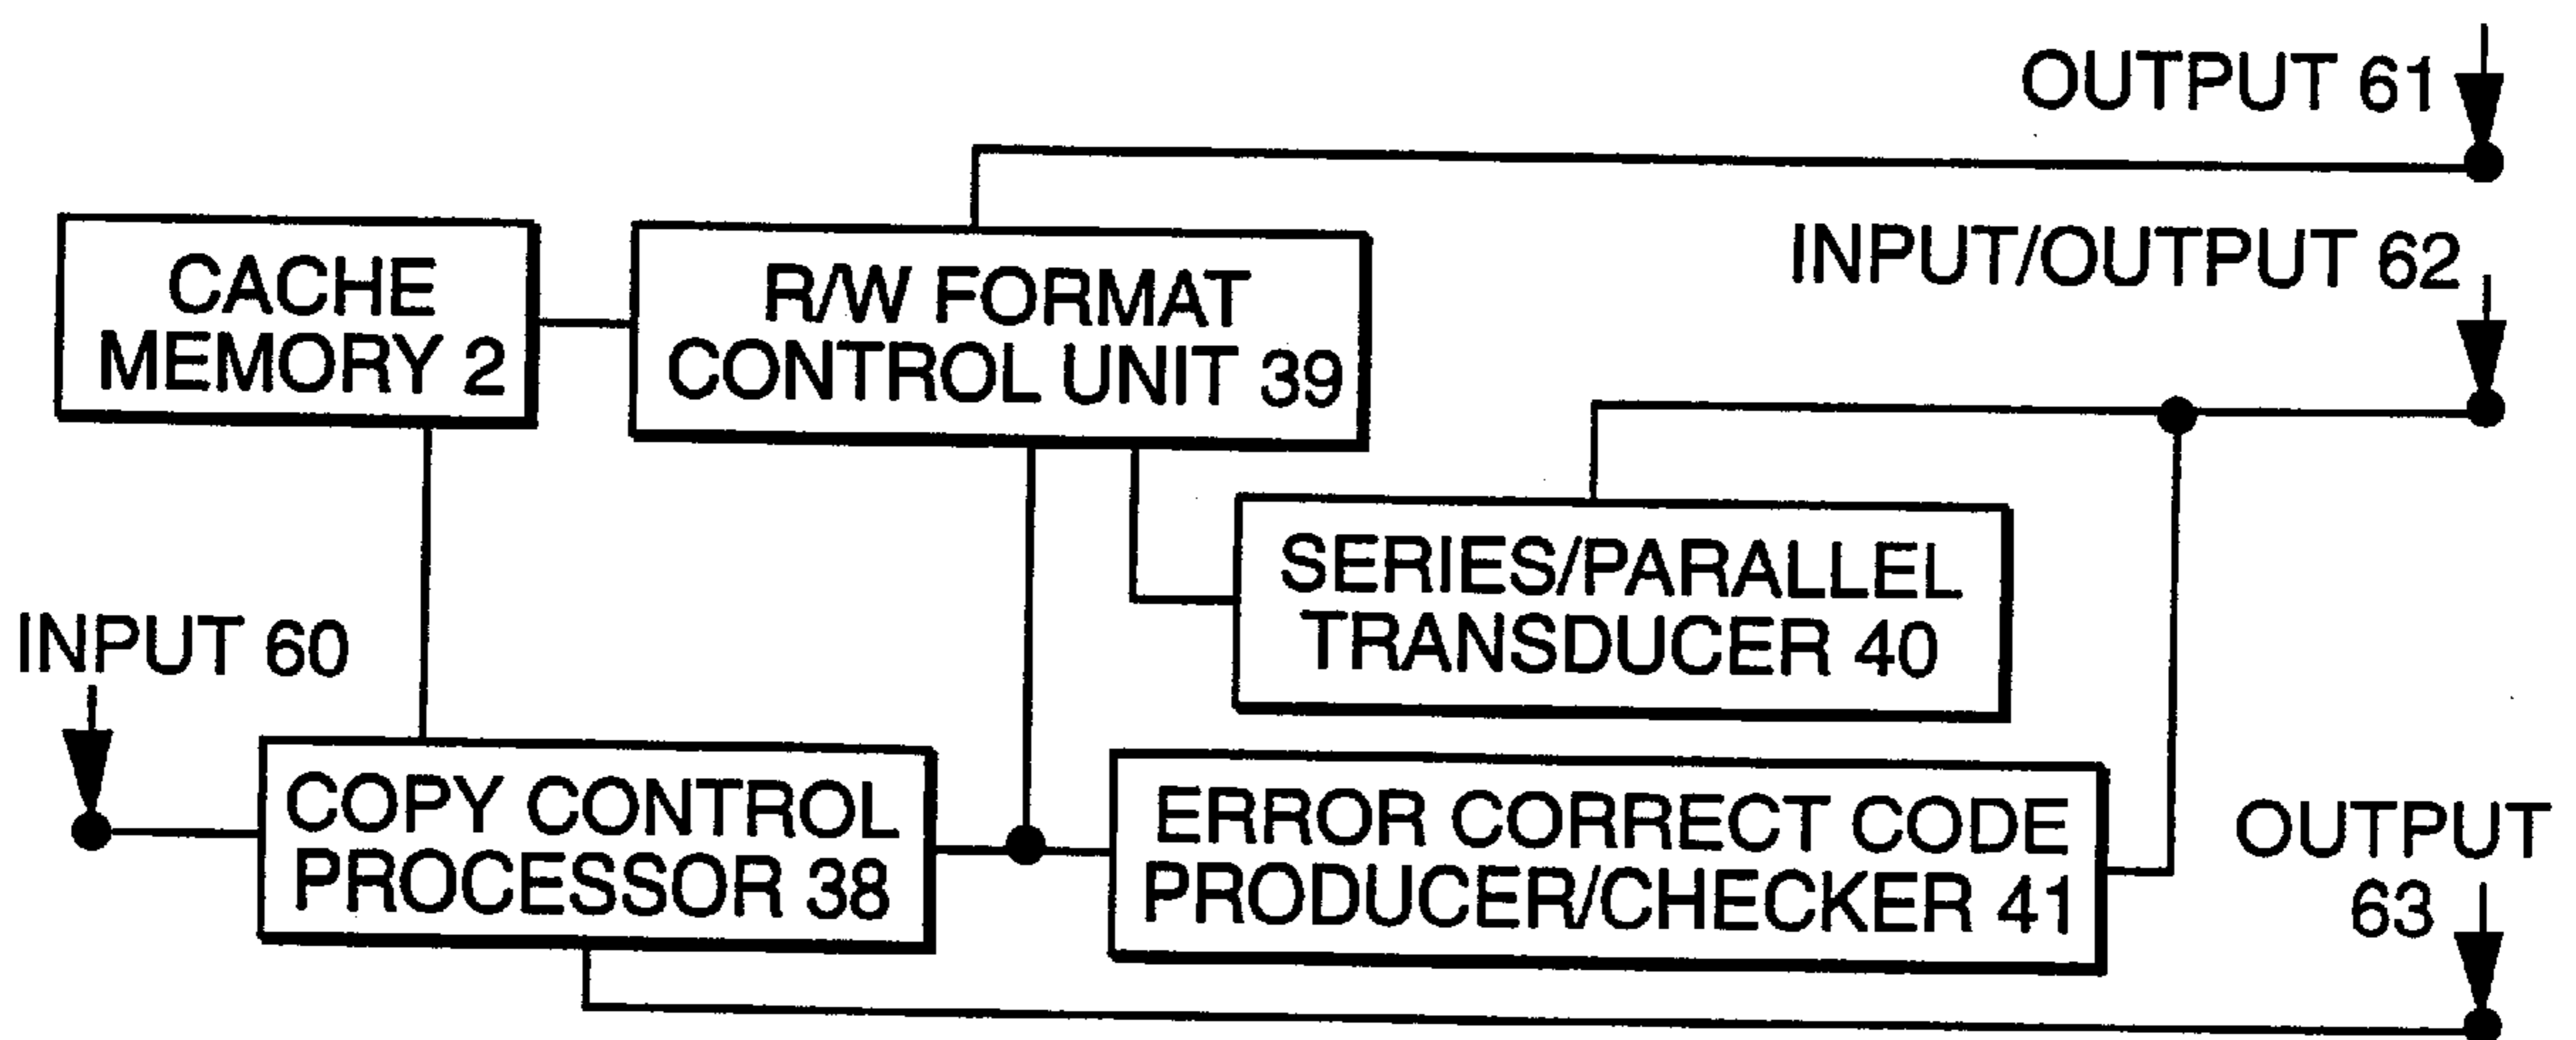 OUTPUT 61
INPUT/OUTPUT 62
CACHE
MEMORY 2
R/W FORMAT
CONTROL UNIT 39
SERIES/PARALLEL
TRANSDUCER 40
INPUT 60
COPY CONTROL
PROCESSOR 38
ERROR CORRECT CODE
PRODUCER/CHECKER 41
OUTPUT
63